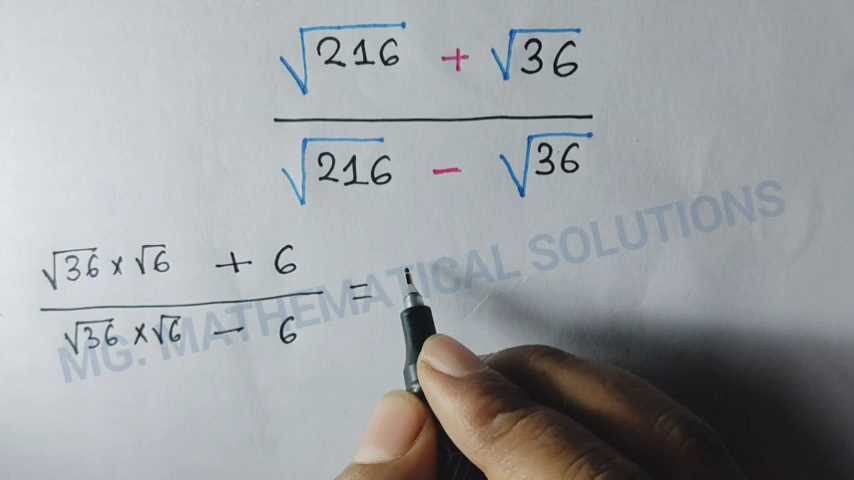 √216 + √36
√216 - √36
√36 × √6 + 6
√36 × √6 - 6
=
MG. MATHEMATICAL SOLUTIONS